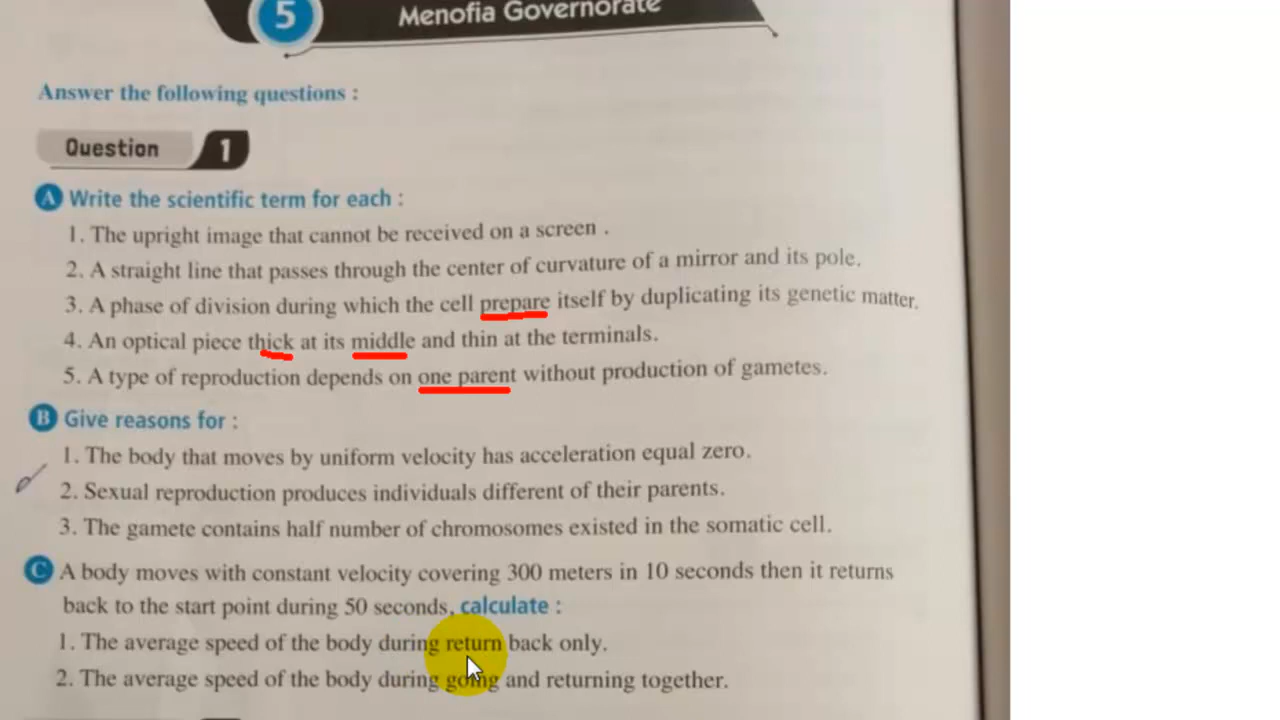 5
Menofia Governorate
Answer the following questions :
Question 1
A Write the scientific term for each :
1. The upright image that cannot be received on a screen .
2. A straight line that passes through the center of curvature of a mirror and its pole.
3. A phase of division during which the cell prepare itself by duplicating its genetic matter.
4. An optical piece thick at its middle and thin at the terminals.
5. A type of reproduction depends on one parent without production of gametes.
B Give reasons for :
1. The body that moves by uniform velocity has acceleration equal zero.
2. Sexual reproduction produces individuals different of their parents.
3. The gamete contains half number of chromosomes existed in the somatic cell.
C A body moves with constant velocity covering 300 meters in 10 seconds then it returns
back to the start point during 50 seconds, calculate :
1. The average speed of the body during return back only.
2. The average speed of the body during going and returning together.